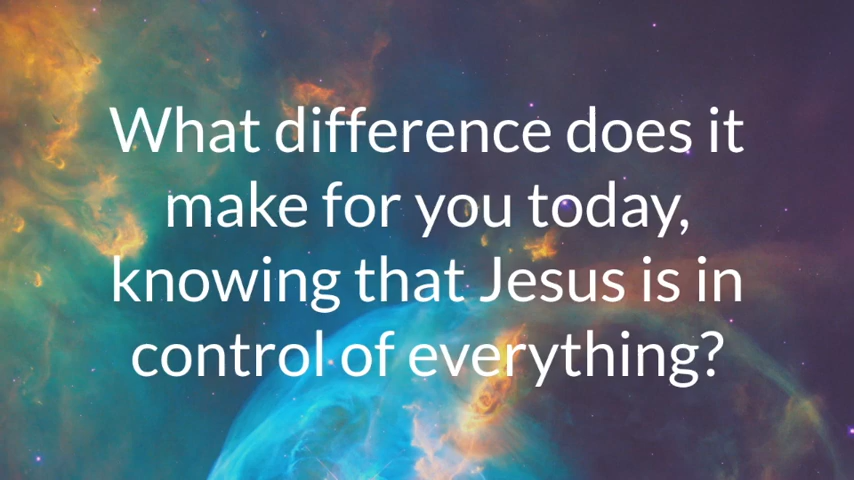 What difference does it
make for you today,
knowing that Jesus is in
control of everything?